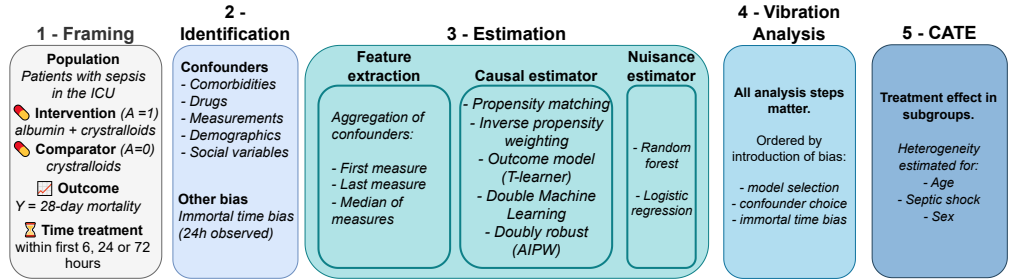 1 - Framing
Population
Patients with sepsis
in the ICU
Intervention (A =1)
albumin + crystralloids
Comparator (A=0)
crystalloids
Outcome
Y = 28-day mortality
Time treatment
within first 6, 24 or 72
hours
2 -
Identification
Confounders
- Comorbidities
- Drugs
- Measurements
- Demographics
- Social variables
Other bias
Immortal time bias
(24h observed)
3 - Estimation
Feature
extraction
Aggregation of
confounders:
- First measure
- Last measure
- Median of
measures
Causal estimator
- Propensity matching
- Inverse propensity
weighting
- Outcome model
(T-learner)
- Double Machine
Learning
- Doubly robust
(AIPW)
Nuisance
estimator
- Random
forest
- Logistic
regression
4 - Vibration
Analysis
All analysis steps
matter.
Ordered by
introduction of bias:
- model selection
- confounder choice
- immortal time bias
5 - CATE
Treatment effect in
subgroups.
Heterogeneity
estimated for:
- Age
- Septic shock
- Sex